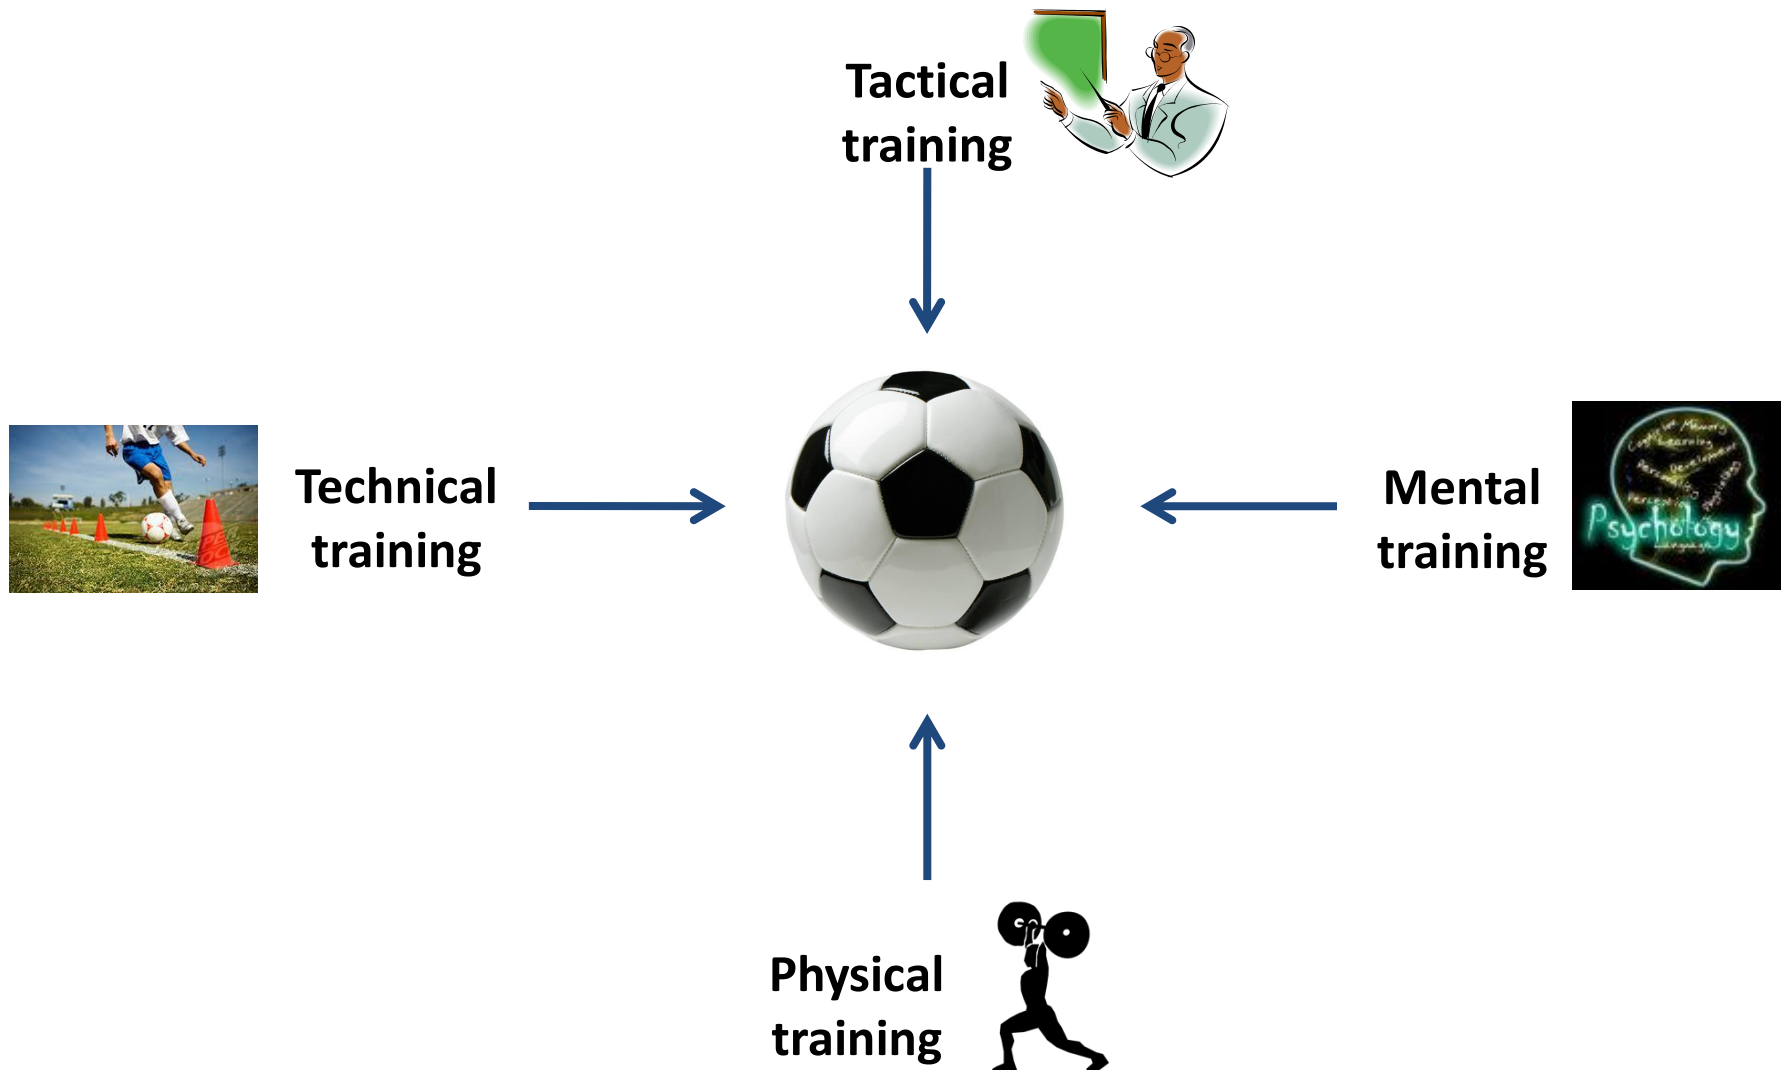 Tactical
training
Technical
training
Mental
training
Psychology
Physical
training